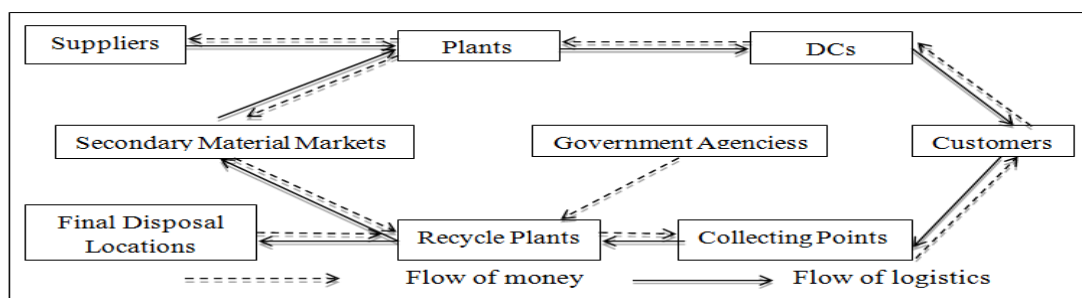 Suppliers
Plants
DCs
Secondary Material Markets
Government Agenciess
Customers
Final Disposal
Locations
Recycle Plants
Collecting Points
Flow of money
Flow of logistics